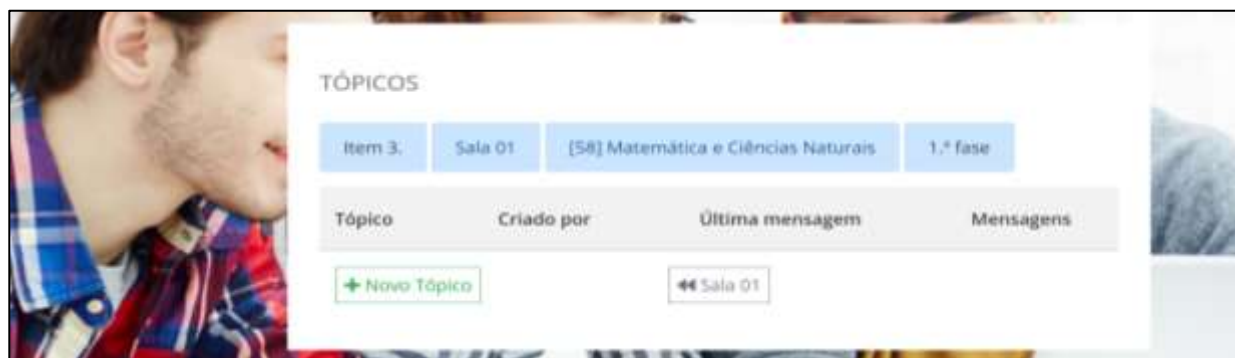 TÓPICOS
Item 3. Sala 01 [58] Matemática e Ciências Naturais 1.ª fase
Tópico Criado por Última mensagem Mensagens
+ Novo Tópico Sala 01